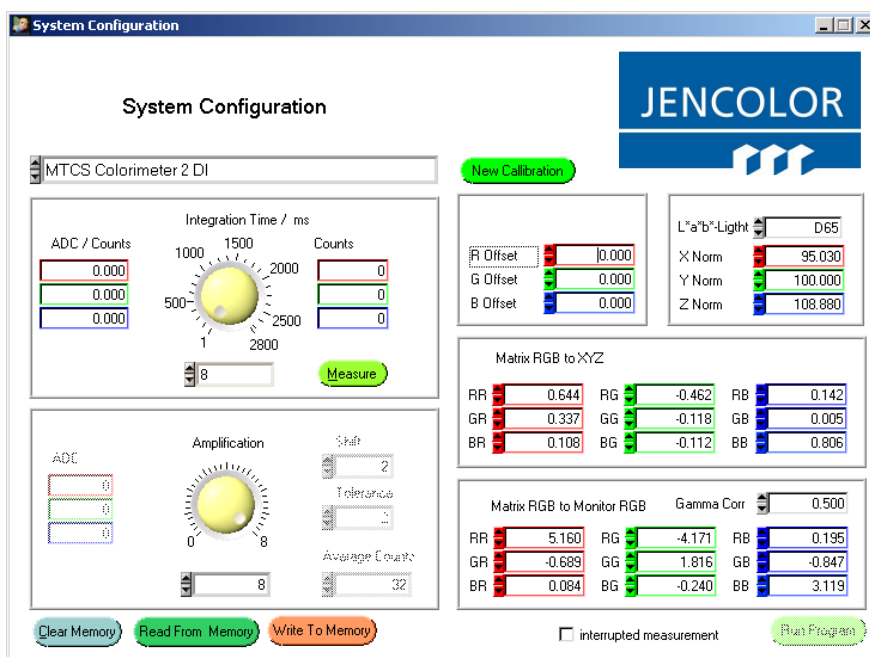 System Configuration
System Configuration
JENCOLOR
MTCS Colorimeter 2 DI
New Callibration
Integration Time / ms
ADC / Counts
Counts
0.000
0.000
0.000
1
500
1000
1500
2000
2500
2800
0
0
0
8
Measure
R Offset 0.000
G Offset 0.000
B Offset 0.000
L*a*b*-Ligtht D65
X Norm 95.030
Y Norm 100.000
Z Norm 108.880
Matrix RGB to XYZ
RR 0.644 RG -0.462 RB 0.142
GR 0.337 GG -0.118 GB 0.005
BR 0.108 BG -0.112 BB 0.806
ADC
0
0
0
Amplification
0 8
8
Shift
2
Tolerance
2
Average Counts
32
Matrix RGB to Monitor RGB Gamma Corr 0.500
RR 5.160 RG -4.171 RB 0.195
GR -0.689 GG 1.816 GB -0.847
BR 0.084 BG -0.240 BB 3.119
Clear Memory Read From Memory Write To Memory
interrupted measurement
Run Program